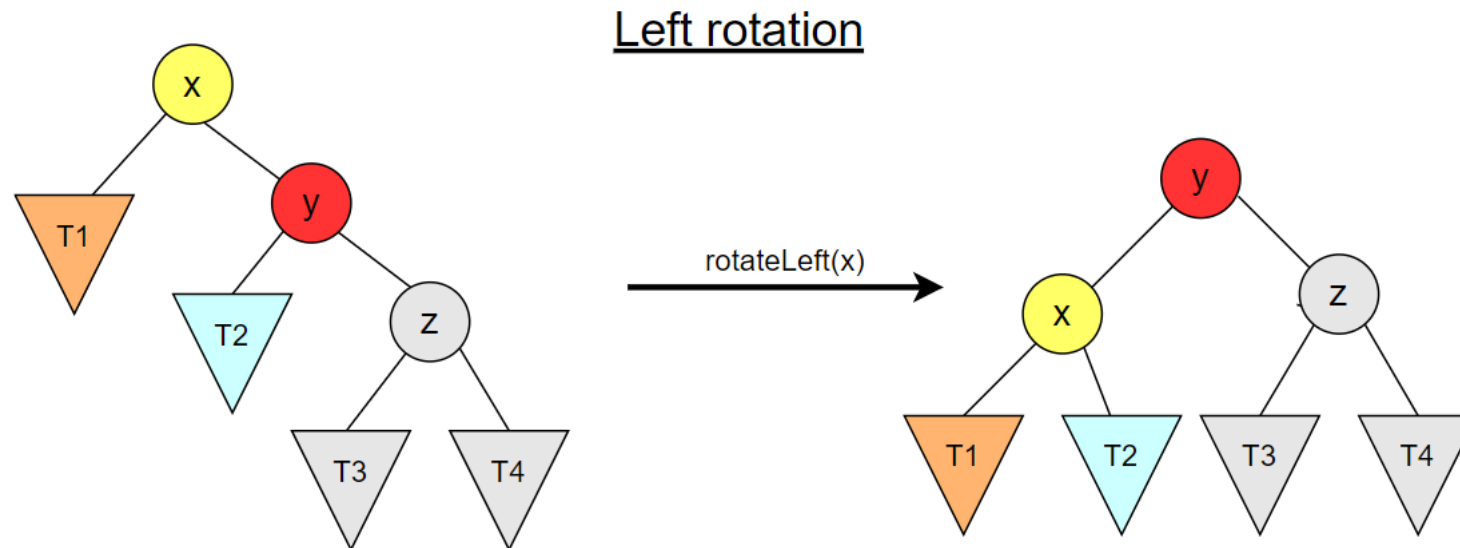 Left rotation
x
y
T1
T2
z
T3
T4
rotateLeft(x)
y
x
z
T1
T2
T3
T4